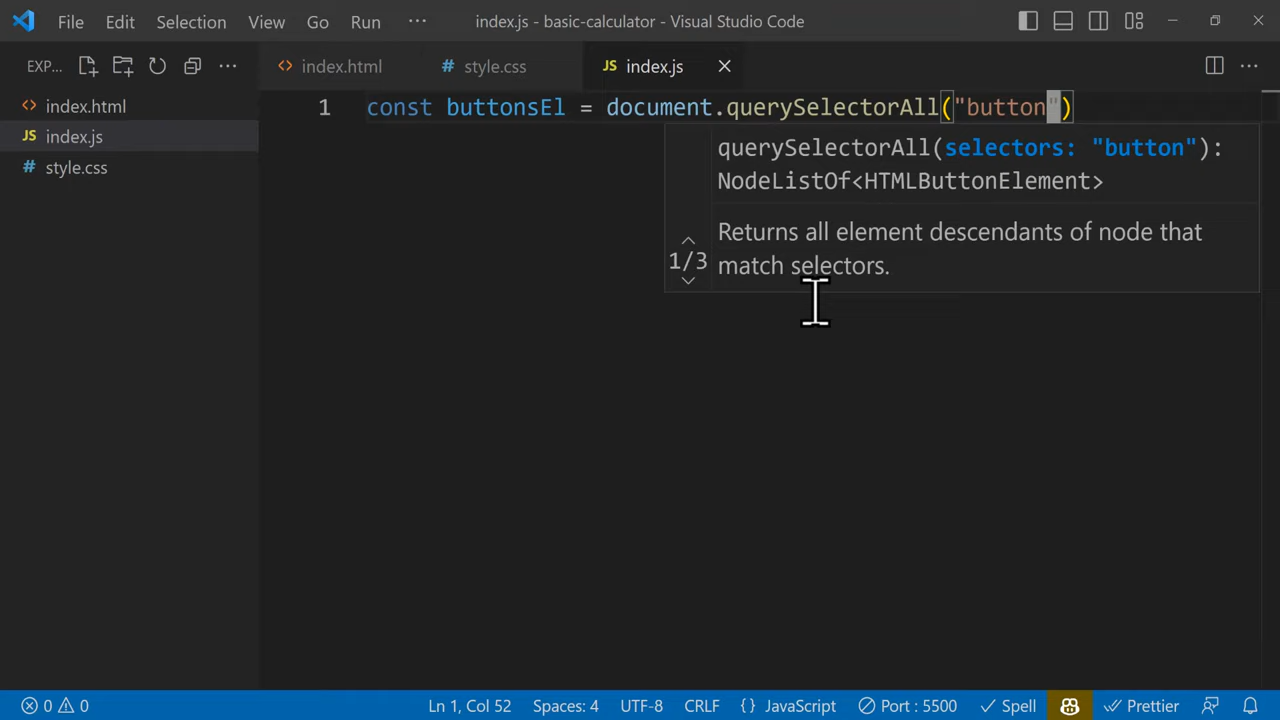 File Edit Selection View Go Run ··· index.js - basic-calculator - Visual Studio Code
EXP... ··· index.html # style.css JS index.js ···
index.html
JS index.js
# style.css
1 const buttonsEl = document.querySelectorAll("button")
querySelectorAll(selectors: "button"):
NodeListOf<HTMLButtonElement>
1/3
Returns all element descendants of node that
match selectors.
0 0 Ln 1, Col 52 Spaces: 4 UTF-8 CRLF {} JavaScript Port : 5500 Spell Prettier